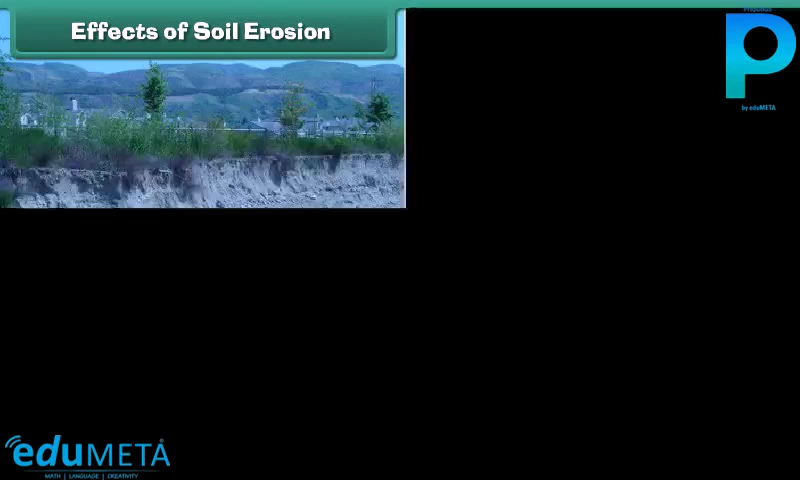 Effects of Soil Erosion
P
by eduMETA
eduMETA
MATH | LANGUAGE | CREATIVITY